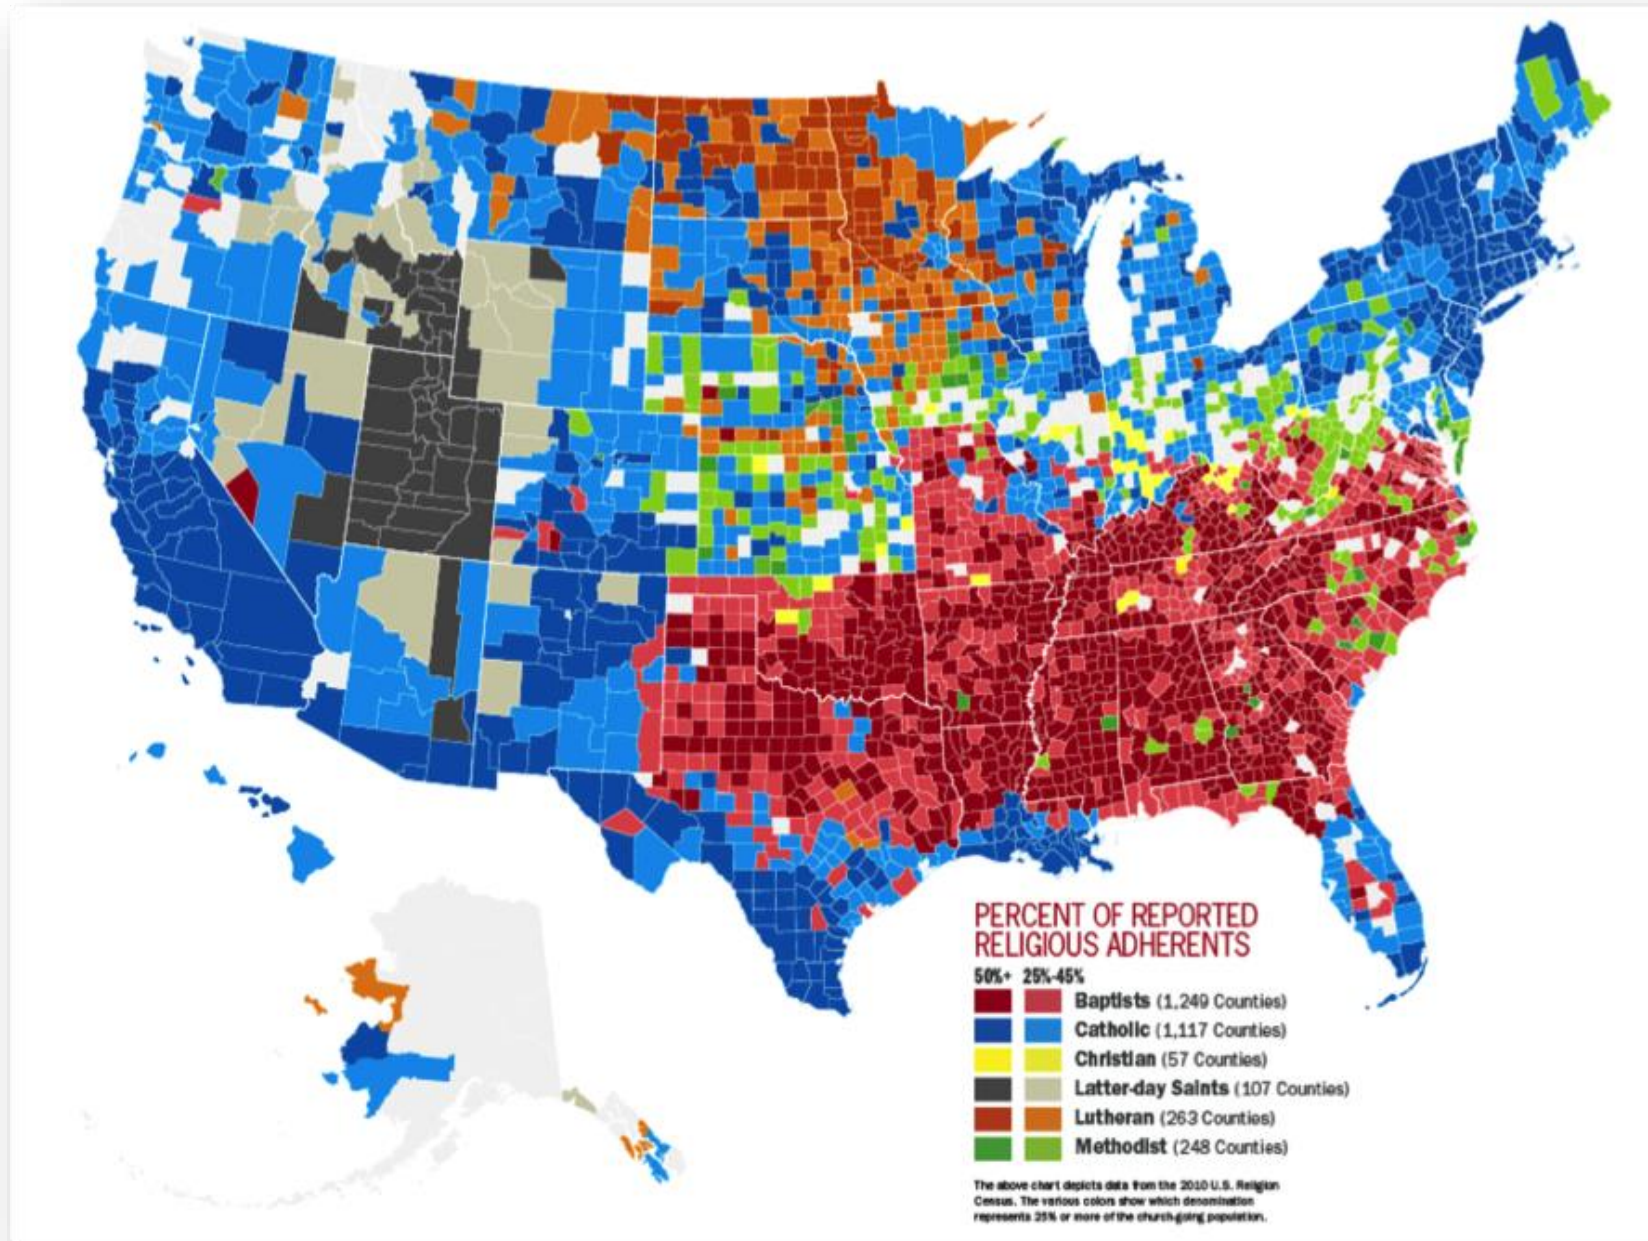 PERCENT OF REPORTED
RELIGIOUS ADHERENTS
50%+ 25%-45%
Baptists (1,249 Counties)
Catholic (1,117 Counties)
Christian (57 Counties)
Latter-day Saints (107 Counties)
Lutheran (263 Counties)
Methodist (248 Counties)
The above chart depicts data from the 2010 U.S. Religion
Census. The various colors show which denomination
represents 25% or more of the church-going population.